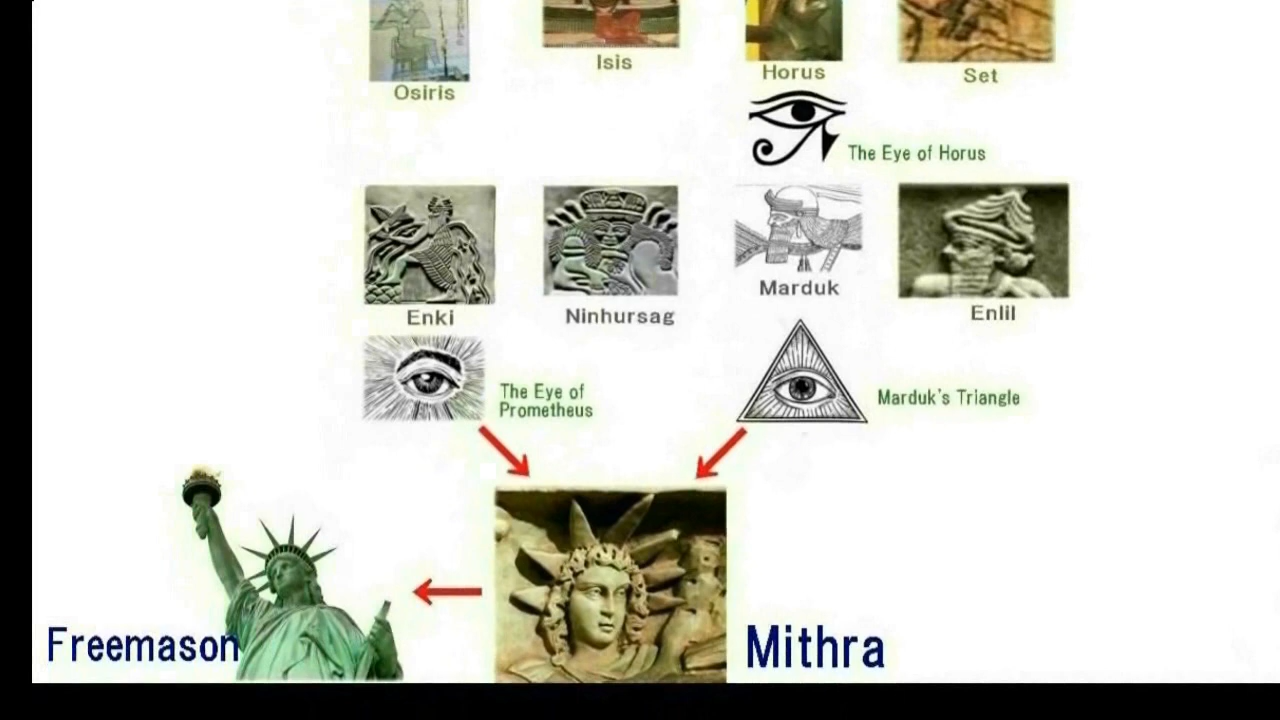 Osiris
Isis
Horus
Set
The Eye of Horus
Enki
Ninhursag
Marduk
Enlil
The Eye of
Prometheus
Marduk's Triangle
Freemason
Mithra